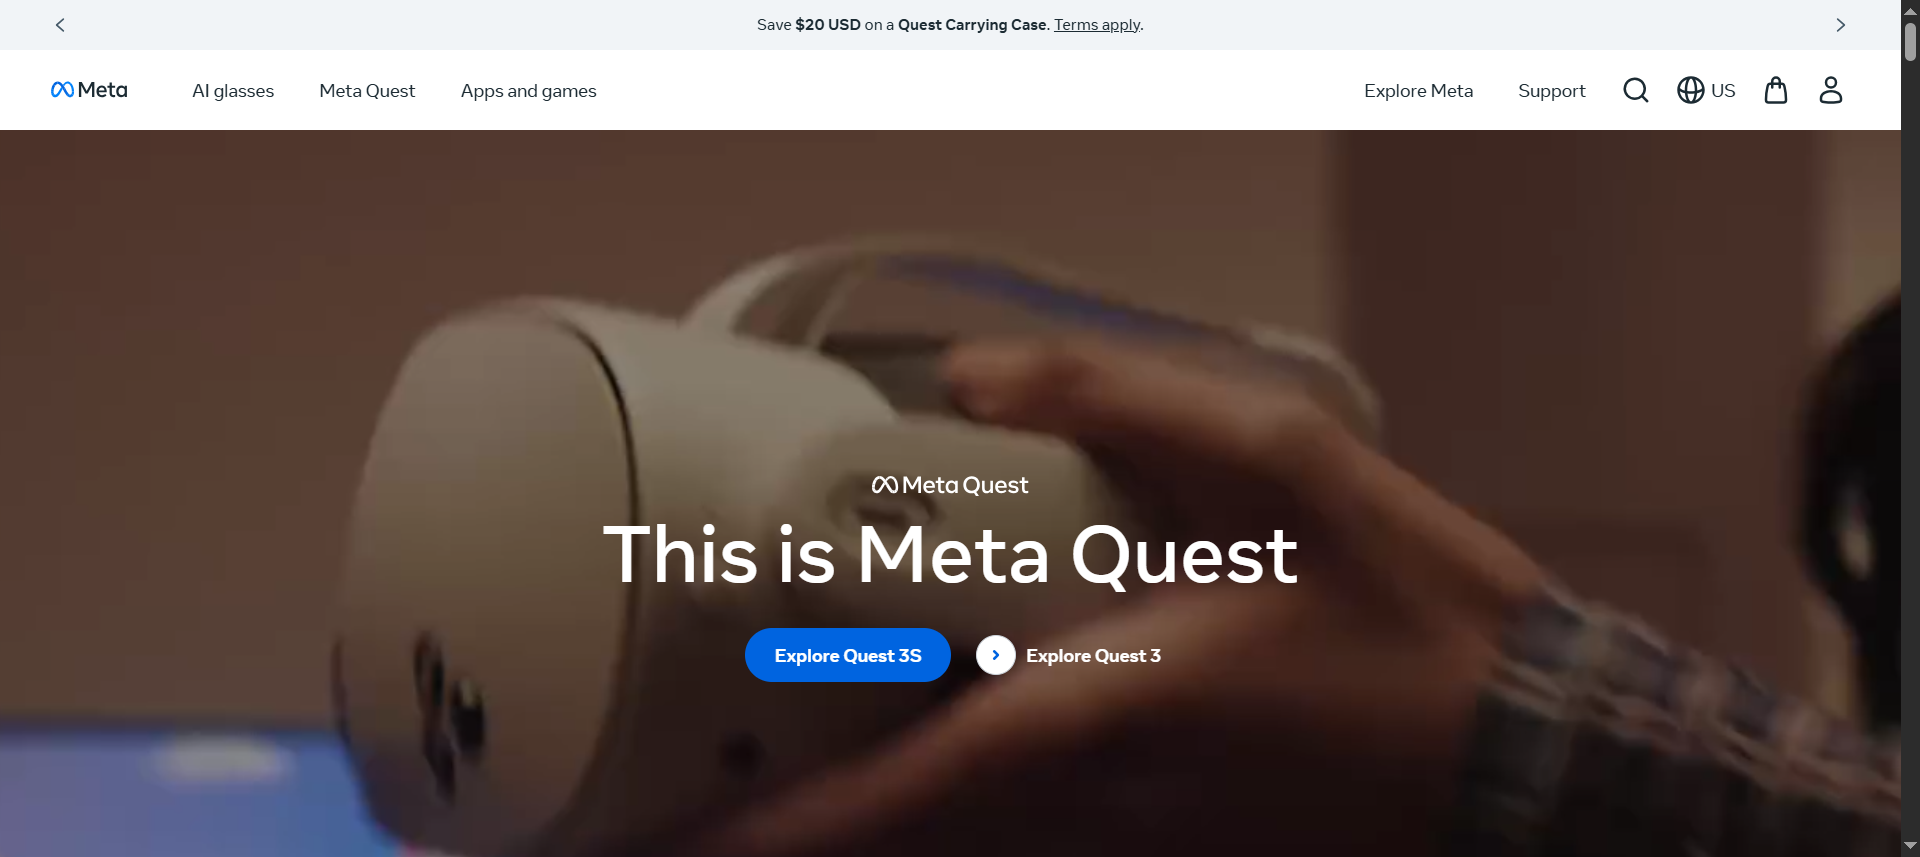 Save $20 USD on a Quest Carrying Case. Terms apply.
Meta
AI glasses
Meta Quest
Apps and games
Explore Meta
Support
US
Meta Quest
This is Meta Quest
Explore Quest 3S
Explore Quest 3